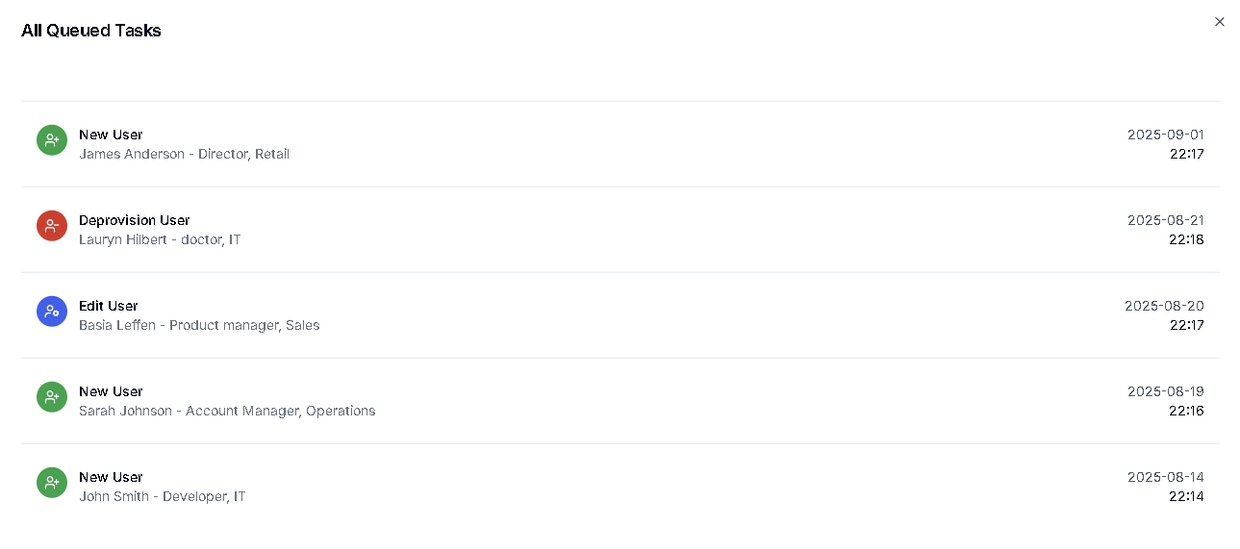 All Queued Tasks
New User
2025-09-01
James Anderson - Director, Retail
22:17
Deprovision User
2025-08-21
Lauryn Hilbert - doctor, IT
22:18
Edit User
2025-08-20
Basia Leffen - Product manager, Sales
22:17
New User
2025-08-19
Sarah Johnson - Account Manager, Operations
22:16
New User
2025-08-14
John Smith - Developer, IT
22:14